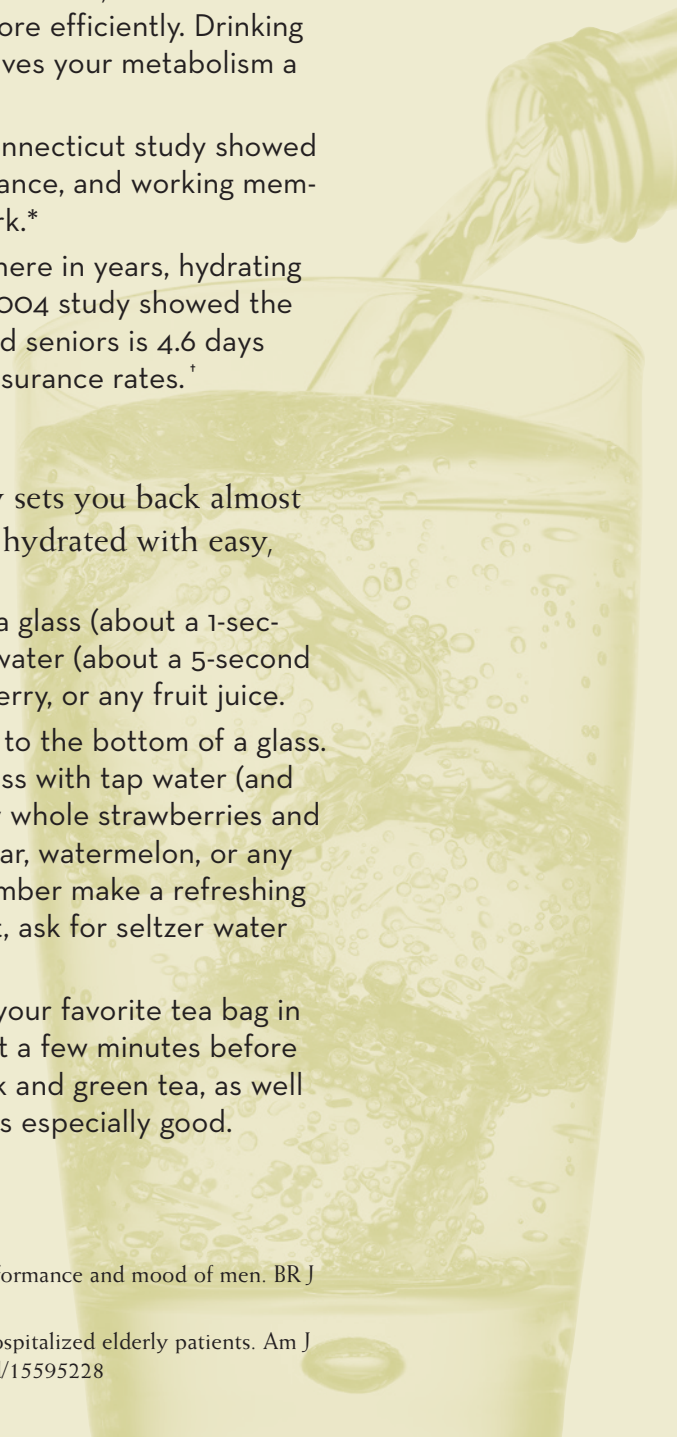 ore efficiently. Drinking
ves your metabolism a
nnecticut study showed
ance, and working mem-
rk.*
here in years, hydrating
004 study showed the
d seniors is 4.6 days
surance rates.†
y sets you back almost
hydrated with easy,
a glass (about a 1-sec-
water (about a 5-second
erry, or any fruit juice.
to the bottom of a glass.
ss with tap water (and
r whole strawberries and
ar, watermelon, or any
mber make a refreshing
t, ask for seltzer water
your favorite tea bag in
t a few minutes before
k and green tea, as well
s especially good.
formance and mood of men. BR J
ospitalized elderly patients. Am J
/15595228